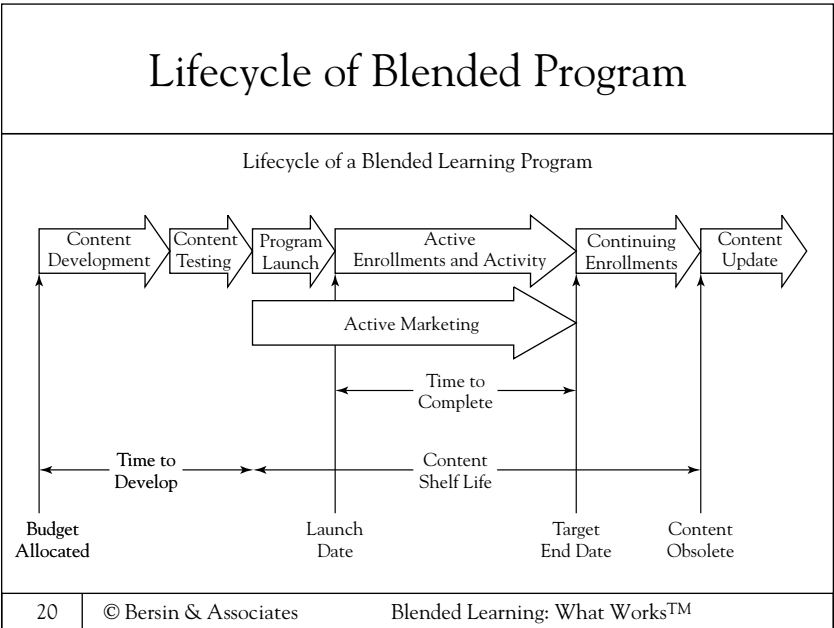 Lifecycle of Blended Program
Lifecycle of a Blended Learning Program
Content
Development
Content
Testing
Program
Launch
Active
Enrollments and Activity
Continuing
Enrollments
Content
Update
Active Marketing
Time to
Complete
Time to
Develop
Content
Shelf Life
Budget
Allocated
Launch
Date
Target
End Date
Content
Obsolete
20 © Bersin & Associates Blended Learning: What Works™